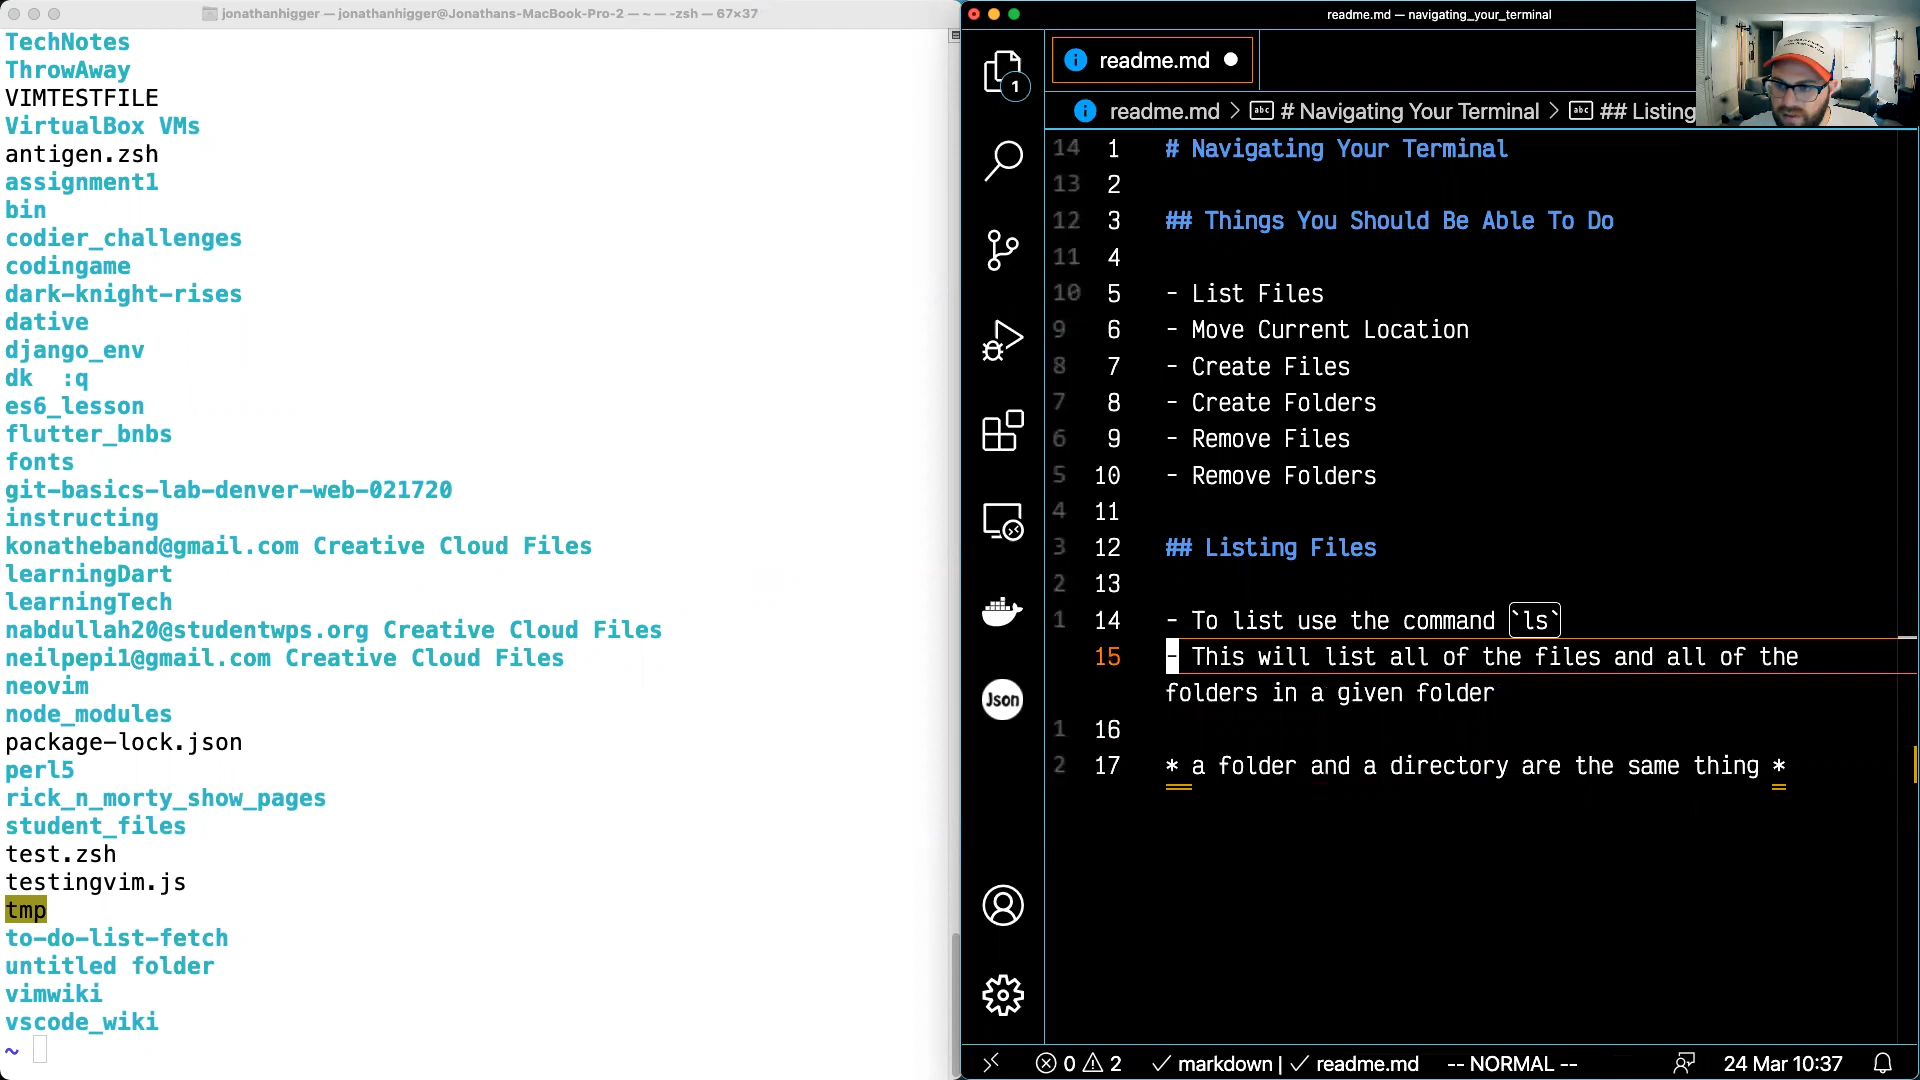 jonathanhigger — jonathanhigger@Jonathans-MacBook-Pro-2 — ~ — -zsh — 67×37
TechNotes
ThrowAway
VIMTESTFILE
VirtualBox VMs
antigen.zsh
assignment1
bin
codier_challenges
codingame
dark-knight-rises
dative
django_env
dk  :q
es6_lesson
flutter_bnbs
fonts
git-basics-lab-denver-web-021720
instructing
konatheband@gmail.com Creative Cloud Files
learningDart
learningTech
nabdullah20@studentwps.org Creative Cloud Files
neilpepi1@gmail.com Creative Cloud Files
neovim
node_modules
package-lock.json
perl5
rick_n_morty_show_pages
student_files
test.zsh
testingvim.js
tmp
to-do-list-fetch
untitled folder
vimwiki
vscode_wiki
~
readme.md — navigating_your_terminal
1
Json
readme.md
readme.md > # Navigating Your Terminal > ## Listing
14 1 # Navigating Your Terminal
13 2
12 3 ## Things You Should Be Able To Do
11 4
10 5 - List Files
9 6 - Move Current Location
8 7 - Create Files
7 8 - Create Folders
6 9 - Remove Files
5 10 - Remove Folders
4 11
3 12 ## Listing Files
2 13
1 14 - To list use the command `ls`
15 - This will list all of the files and all of the
folders in a given folder
1 16
2 17 * a folder and a directory are the same thing *
0 2 markdown | readme.md -- NORMAL -- 24 Mar 10:37